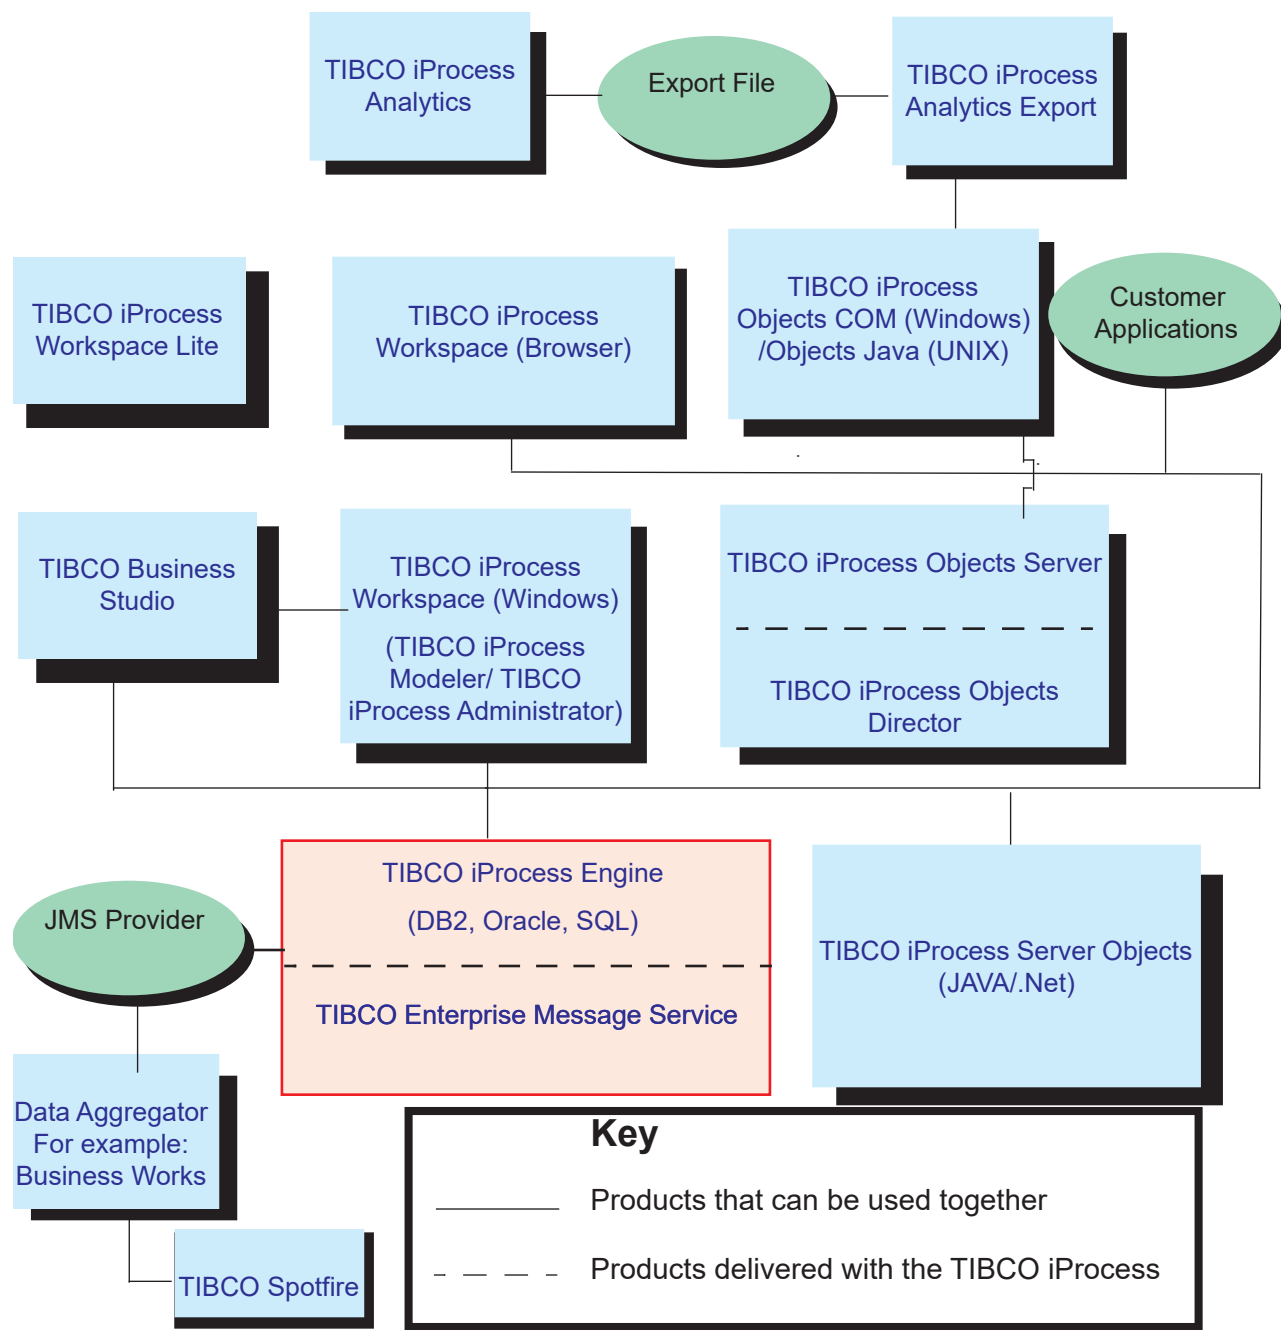 TIBCO iProcess
Analytics
Export File
TIBCO iProcess
Analytics Export
TIBCO iProcess
Workspace Lite
TIBCO iProcess
Workspace (Browser)
TIBCO iProcess
Objects COM (Windows)
/Objects Java (UNIX)
Customer
Applications
TIBCO Business
Studio
TIBCO iProcess
Workspace (Windows)
(TIBCO iProcess
Modeler/ TIBCO
iProcess Administrator)
TIBCO iProcess Objects Server
TIBCO iProcess Objects
Director
JMS Provider
TIBCO iProcess Engine
(DB2, Oracle, SQL)
TIBCO Enterprise Message Service
TIBCO iProcess Server Objects
(JAVA/.Net)
Data Aggregator
For example:
Business Works
TIBCO Spotfire
Key
Products that can be used together
Products delivered with the TIBCO iProcess